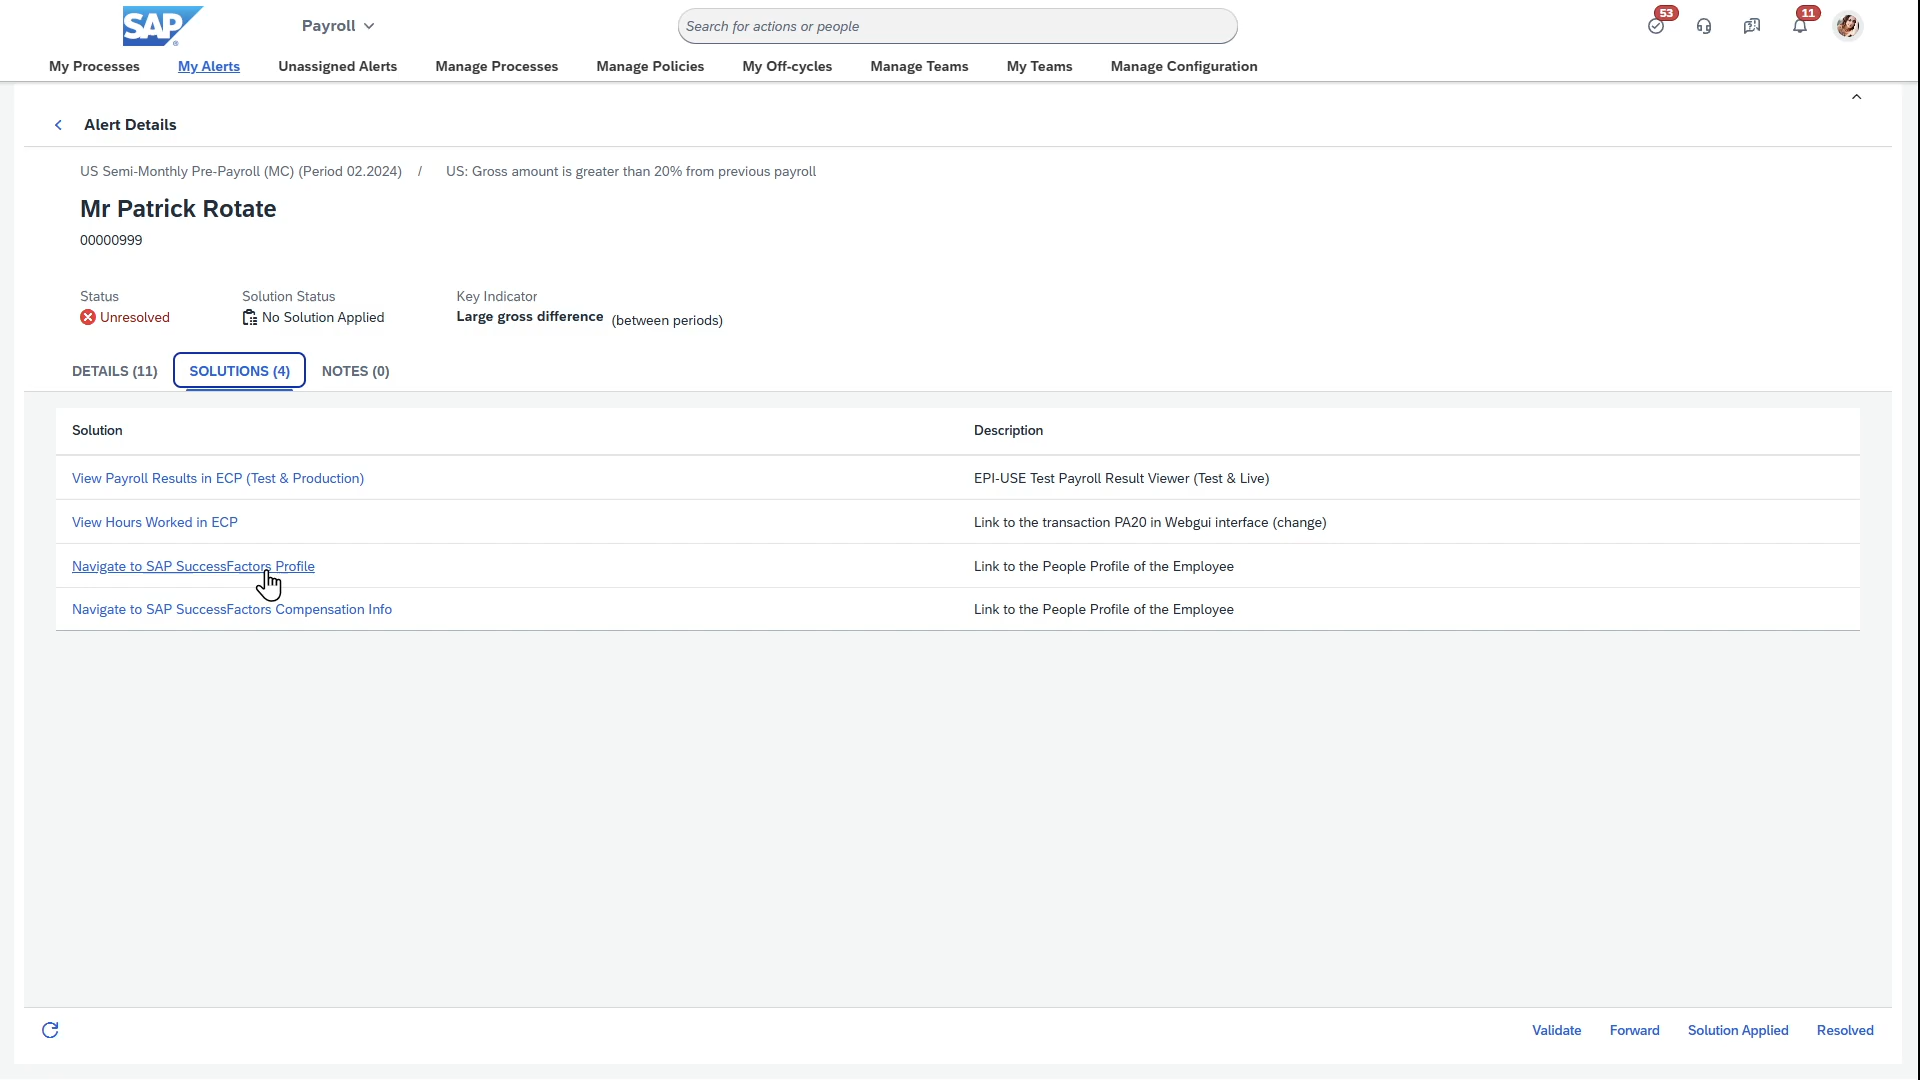 SAP
Payroll
Search for actions or people
53
11
My Processes
My Alerts
Unassigned Alerts
Manage Processes
Manage Policies
My Off-cycles
Manage Teams
My Teams
Manage Configuration
Alert Details
US Semi-Monthly Pre-Payroll (MC) (Period 02.2024) / US: Gross amount is greater than 20% from previous payroll
Mr Patrick Rotate
00000999
Status
Solution Status
Key Indicator
Unresolved
No Solution Applied
Large gross difference (between periods)
DETAILS (11)
SOLUTIONS (4)
NOTES (0)
Solution
Description
View Payroll Results in ECP (Test & Production)
EPI-USE Test Payroll Result Viewer (Test & Live)
View Hours Worked in ECP
Link to the transaction PA20 in Webgui interface (change)
Navigate to SAP SuccessFactors Profile
Link to the People Profile of the Employee
Navigate to SAP SuccessFactors Compensation Info
Link to the People Profile of the Employee
Validate
Forward
Solution Applied
Resolved